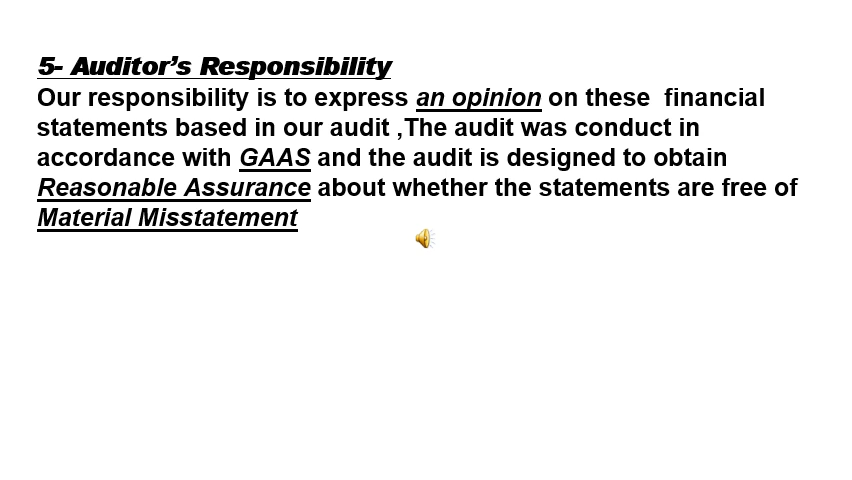 5- Auditor’s Responsibility
Our responsibility is to express an opinion on these  financial
statements based in our audit ,The audit was conduct in
accordance with GAAS and the audit is designed to obtain
Reasonable Assurance about whether the statements are free of
Material Misstatement